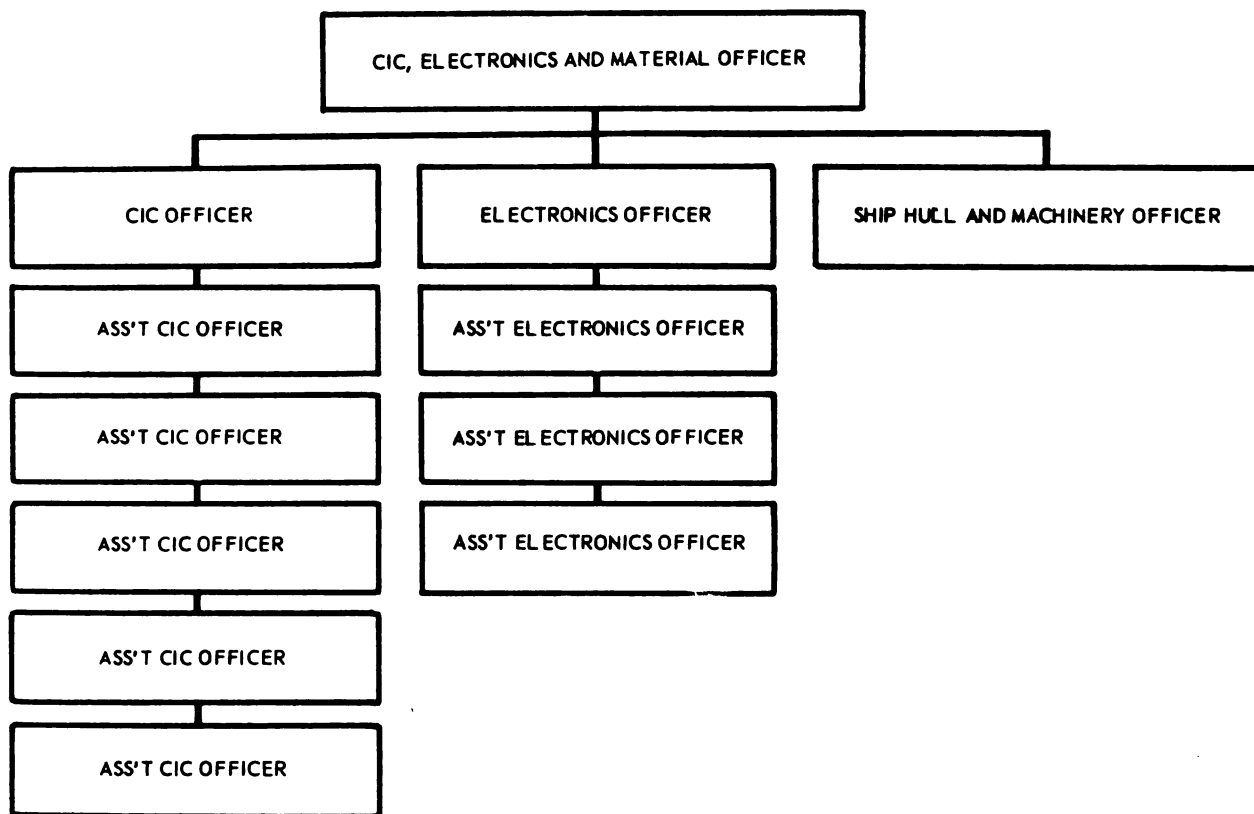 CIC, ELECTRONICS AND MATERIAL OFFICER
CIC OFFICER
ELECTRONICS OFFICER
SHIP HULL AND MACHINERY OFFICER
ASS'T CIC OFFICER
ASS'T ELECTRONICS OFFICER
ASS'T CIC OFFICER
ASS'T ELECTRONICS OFFICER
ASS'T CIC OFFICER
ASS'T ELECTRONICS OFFICER
ASS'T CIC OFFICER
ASS'T CIC OFFICER